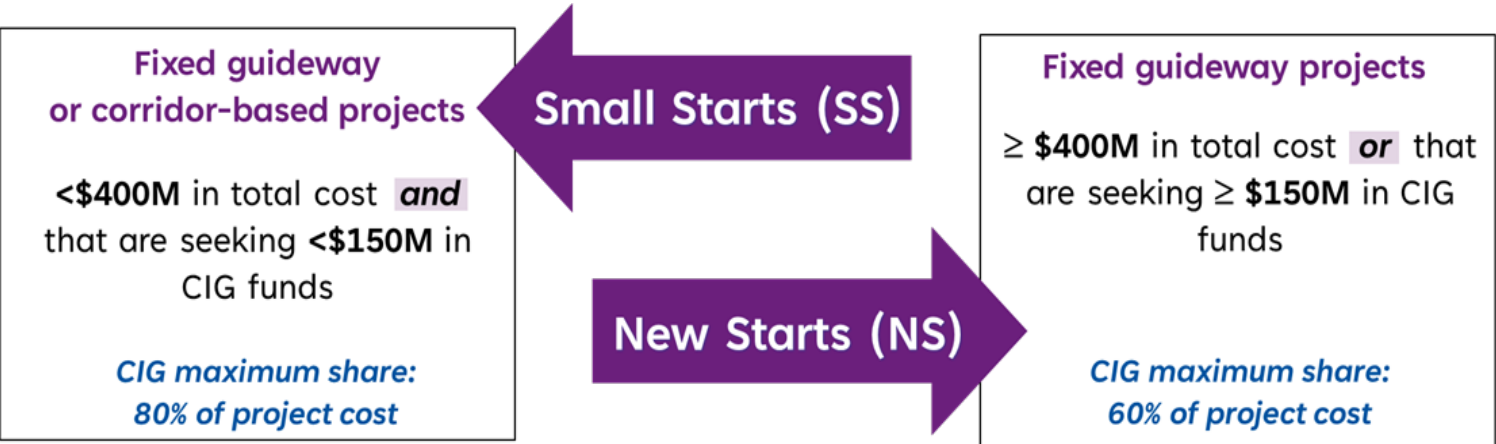 Fixed guideway
or corridor-based projects
<$400M in total cost and
that are seeking <$150M in
CIG funds
CIG maximum share:
80% of project cost
Small Starts (SS)
New Starts (NS)
Fixed guideway projects
≥ $400M in total cost or that
are seeking ≥ $150M in CIG
funds
CIG maximum share:
60% of project cost